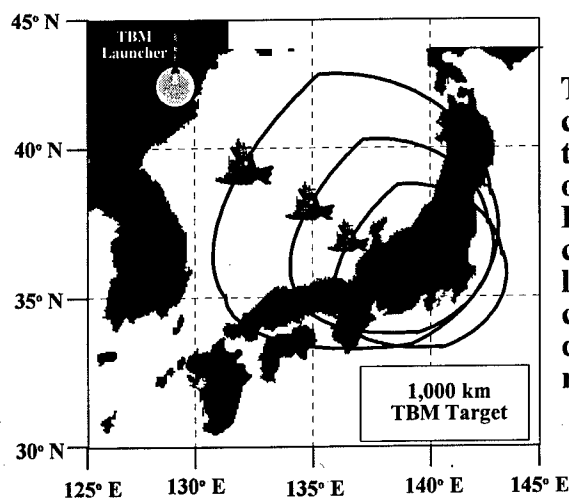 45° N
TBM
Launcher
40° N
35° N
30° N
1,000 km
TBM Target
125° E
130° E
135° E
140° E
145° E